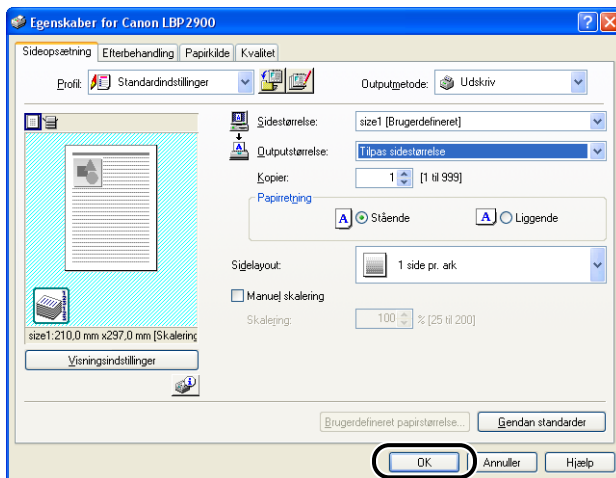 Egenskaber for Canon LBP2900
Sideopsætning Efterbehandling Papirkilde Kvalitet
Profil: Standardindstillinger Outputmetode: Udskriv
Sidestørrelse: size1 [Brugerdefineret]
Outputstørrelse: Tilpas sidestørrelse
Kopier: 1 [1 til 999]
Papirretning
A Stående A Liggende
Sidelayout: 1 side pr. ark
Manuel skalering
Skalering: 100 % [25 til 200]
size1:210,0 mm x297,0 mm [Skalering
Visningsindstillinger
Brugerdefineret papirstørrelse... Gendan standarder
OK Annuller Hjælp